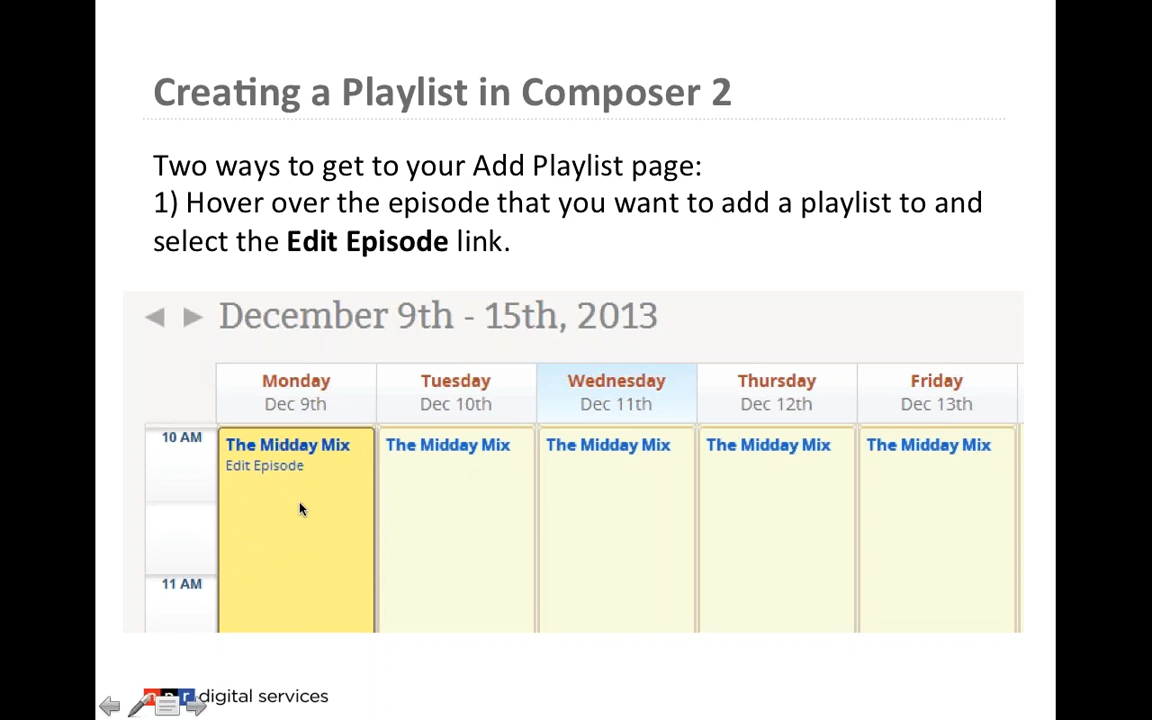 Creating a Playlist in Composer 2
Two ways to get to your Add Playlist page:
1) Hover over the episode that you want to add a playlist to and
select the Edit Episode link.
December 9th - 15th, 2013
Monday Tuesday Wednesday Thursday Friday
Dec 9th Dec 10th Dec 11th Dec 12th Dec 13th
10 AM
The Midday Mix The Midday Mix The Midday Mix The Midday Mix The Midday Mix
Edit Episode
11 AM
npr digital services